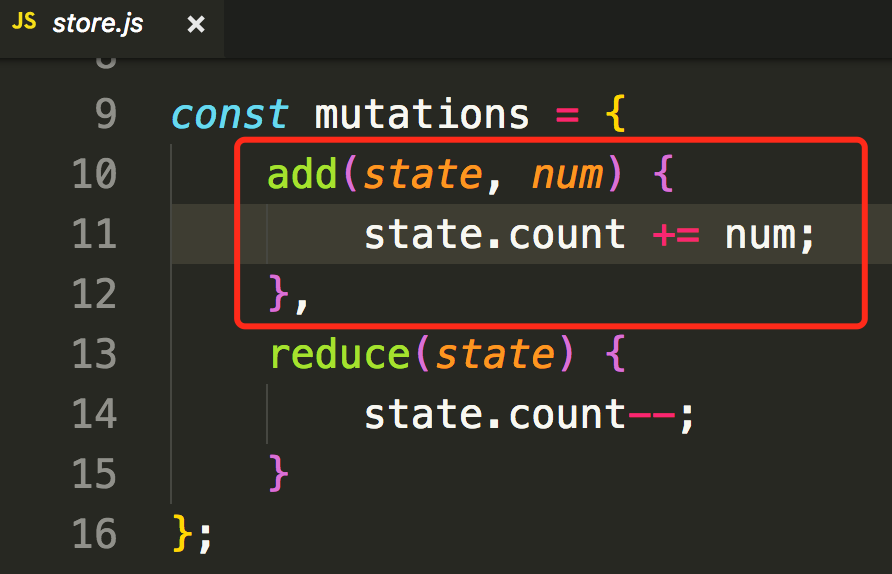 JS store.js ×
8
9 const mutations = {
10 add(state, num) {
11 state.count += num;
12 },
13 reduce(state) {
14 state.count--;
15 }
16 };